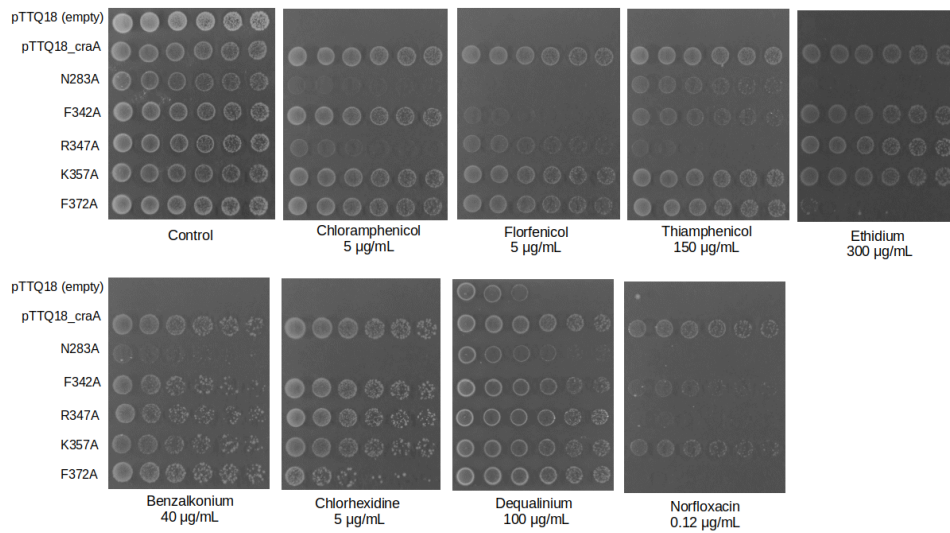 pTTQ18 (empty)
pTTQ18_craA
N283A
F342A
R347A
K357A
F372A
Control
Chloramphenicol
5 µg/mL
Florfenicol
5 µg/mL
Thiamphenicol
150 µg/mL
Ethidium
300 µg/mL
pTTQ18 (empty)
pTTQ18_craA
N283A
F342A
R347A
K357A
F372A
Benzalkonium
40 µg/mL
Chlorhexidine
5 µg/mL
Dequalinium
100 µg/mL
Norfloxacin
0.12 µg/mL